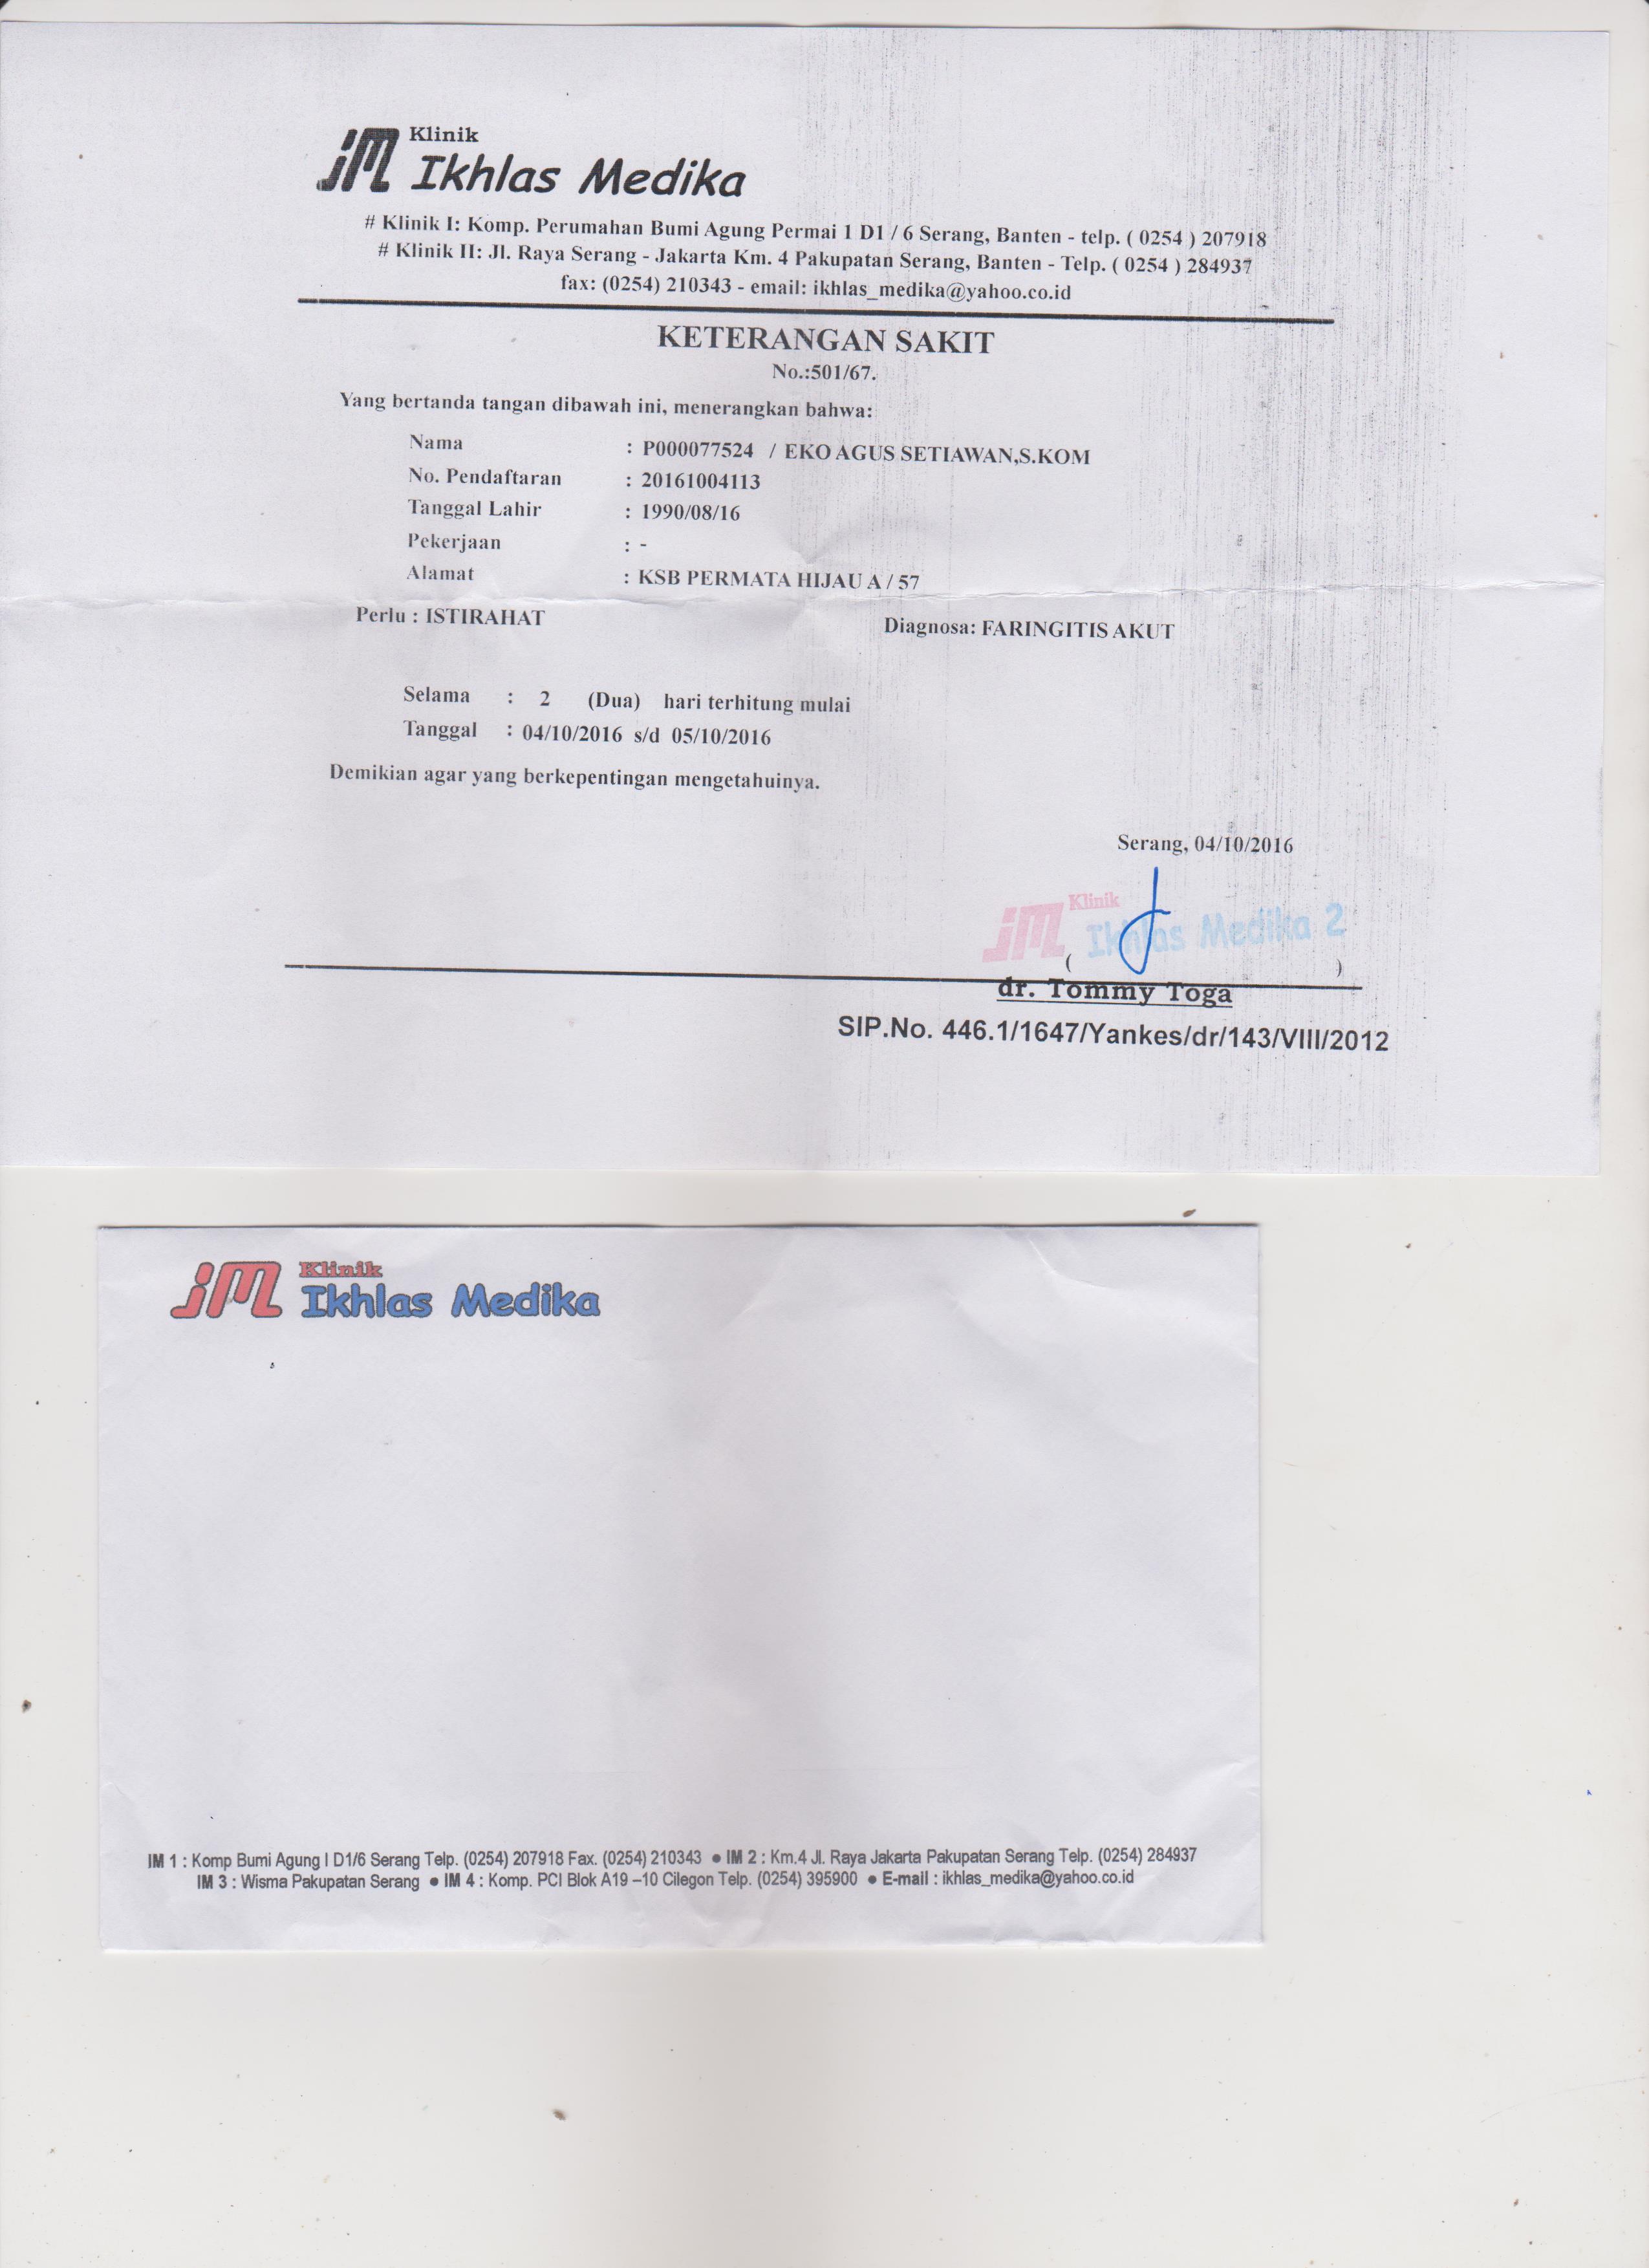 Klinik
Ikhlas Medika
# Klinik I: Komp. Perumahan Bumi Agung Permai 1 D1 / 6 Serang, Banten - telp. ( 0254 ) 207918
# Klinik II: Jl. Raya Serang - Jakarta Km. 4 Pakupatan Serang, Banten - Telp. ( 0254 ) 284937
fax: (0254) 210343 - email: ikhlas_medika@yahoo.co.id
KETERANGAN SAKIT
No.:501/67.
Yang bertanda tangan dibawah ini, menerangkan bahwa:
Nama : P000077524 / EKO AGUS SETIAWAN,S.KOM
No. Pendaftaran : 20161004113
Tanggal Lahir : 1990/08/16
Pekerjaan : -
Alamat : KSB PERMATA HIJAU A / 57
Perlu : ISTIRAHAT Diagnosa: FARINGITIS AKUT
Selama : 2 (Dua) hari terhitung mulai
Tanggal : 04/10/2016 s/d 05/10/2016
Demikian agar yang berkepentingan mengetahuinya.
Serang, 04/10/2016
Klinik
Ikhlas Medika 2
( )
dr. Tommy Toga
SIP.No. 446.1/1647/Yankes/dr/143/VIII/2012
Klinik
Ikhlas Medika
IM 1 : Komp Bumi Agung I D1/6 Serang Telp. (0254) 207918 Fax. (0254) 210343 ● IM 2 : Km.4 Jl. Raya Jakarta Pakupatan Serang Telp. (0254) 284937
IM 3 : Wisma Pakupatan Serang ● IM 4 : Komp. PCI Blok A19 –10 Cilegon Telp. (0254) 395900 ● E-mail : ikhlas_medika@yahoo.co.id